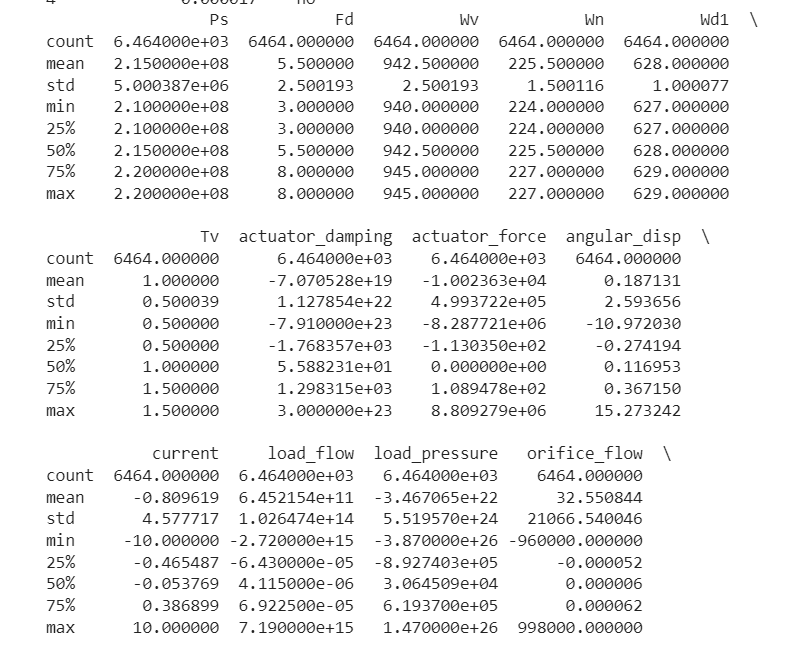 4 0.000017 no
Ps Fd Wv Wn Wd1 \
count 6.464000e+03 6464.000000 6464.000000 6464.000000 6464.000000
mean 2.150000e+08 5.500000 942.500000 225.500000 628.000000
std 5.000387e+06 2.500193 2.500193 1.500116 1.000077
min 2.100000e+08 3.000000 940.000000 224.000000 627.000000
25% 2.100000e+08 3.000000 940.000000 224.000000 627.000000
50% 2.150000e+08 5.500000 942.500000 225.500000 628.000000
75% 2.200000e+08 8.000000 945.000000 227.000000 629.000000
max 2.200000e+08 8.000000 945.000000 227.000000 629.000000
Tv actuator_damping actuator_force angular_disp \
count 6464.000000 6.464000e+03 6.464000e+03 6464.000000
mean 1.000000 -7.070528e+19 -1.002363e+04 0.187131
std 0.500039 1.127854e+22 4.993722e+05 2.593656
min 0.500000 -7.910000e+23 -8.287721e+06 -10.972030
25% 0.500000 -1.768357e+03 -1.130350e+02 -0.274194
50% 1.000000 5.588231e+01 0.000000e+00 0.116953
75% 1.500000 1.298315e+03 1.089478e+02 0.367150
max 1.500000 3.000000e+23 8.809279e+06 15.273242
current load_flow load_pressure orifice_flow \
count 6464.000000 6.464000e+03 6.464000e+03 6464.000000
mean -0.809619 6.452154e+11 -3.467065e+22 32.550844
std 4.577717 1.026474e+14 5.519570e+24 21066.540046
min -10.000000 -2.720000e+15 -3.870000e+26 -960000.000000
25% -0.465487 -6.430000e-05 -8.927403e+05 -0.000052
50% -0.053769 4.115000e-06 3.064509e+04 0.000006
75% 0.386899 6.922500e-05 6.193700e+05 0.000062
max 10.000000 7.190000e+15 1.470000e+26 998000.000000